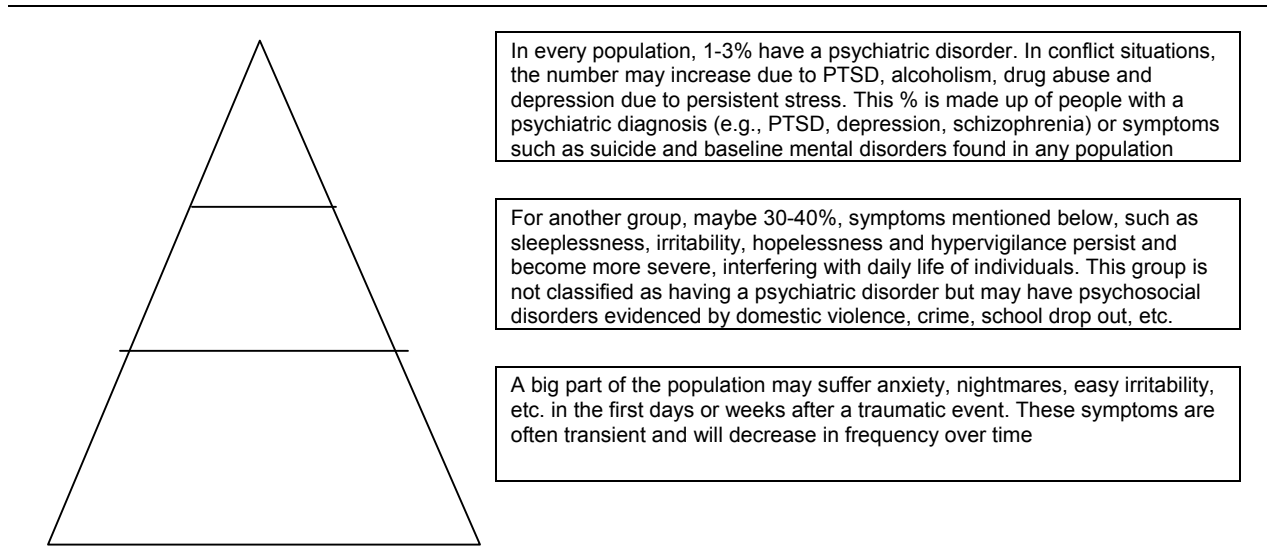 In every population, 1-3% have a psychiatric disorder. In conflict situations,
the number may increase due to PTSD, alcoholism, drug abuse and
depression due to persistent stress. This % is made up of people with a
psychiatric diagnosis (e.g., PTSD, depression, schizophrenia) or symptoms
such as suicide and baseline mental disorders found in any population
For another group, maybe 30-40%, symptoms mentioned below, such as
sleeplessness, irritability, hopelessness and hypervigilance persist and
become more severe, interfering with daily life of individuals. This group is
not classified as having a psychiatric disorder but may have psychosocial
disorders evidenced by domestic violence, crime, school drop out, etc.
A big part of the population may suffer anxiety, nightmares, easy irritability,
etc. in the first days or weeks after a traumatic event. These symptoms are
often transient and will decrease in frequency over time